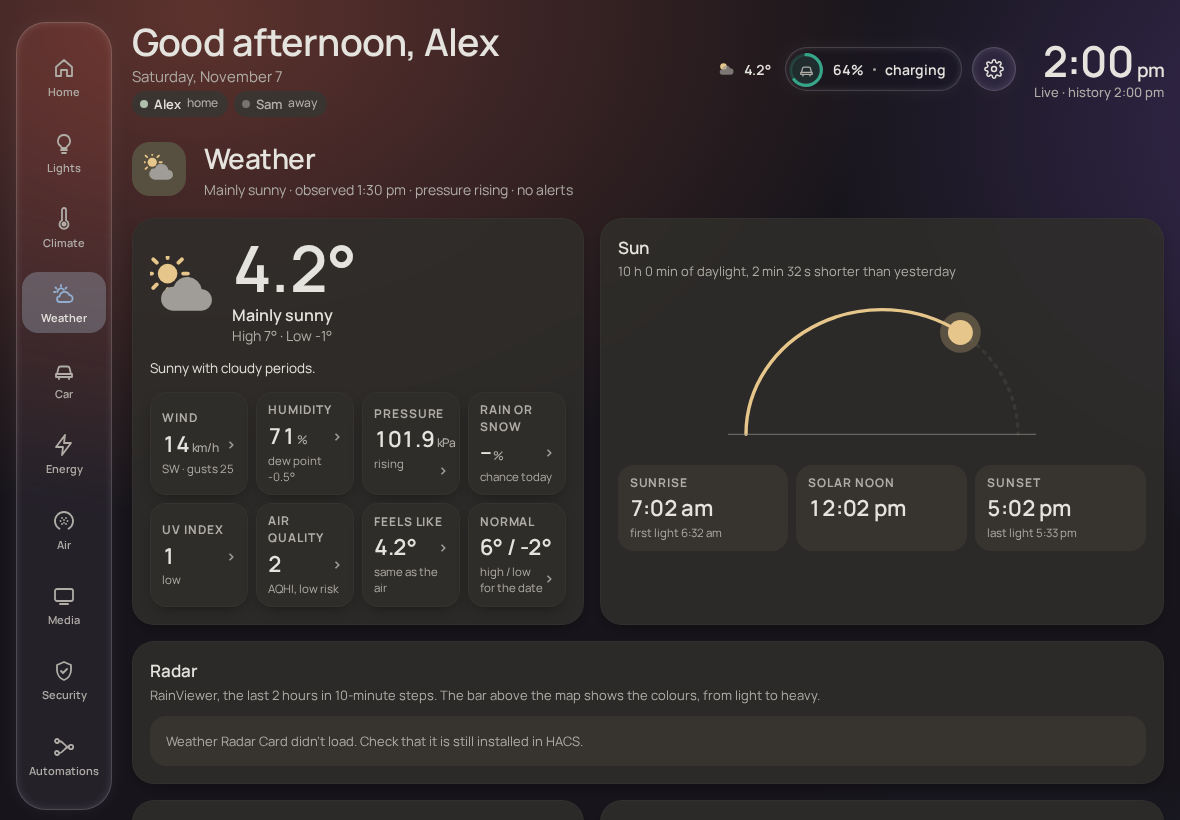 Good afternoon, Alex
Saturday, November 7
Alex home
Sam away
4.2°
64% · charging
2:00 pm
Live · history 2:00 pm
Home
Lights
Climate
Weather
Car
Energy
Air
Media
Security
Automations
Weather
Mainly sunny · observed 1:30 pm · pressure rising · no alerts
4.2°
Mainly sunny
High 7° · Low -1°
Sunny with cloudy periods.
WIND
14 km/h
SW · gusts 25
HUMIDITY
71 %
dew point
-0.5°
PRESSURE
101.9 kPa
rising
RAIN OR
SNOW
–%
chance today
UV INDEX
1
low
AIR
QUALITY
2
AQHI, low risk
FEELS LIKE
4.2°
same as the
air
NORMAL
6° / -2°
high / low
for the date
Sun
10 h 0 min of daylight, 2 min 32 s shorter than yesterday
SUNRISE
7:02 am
first light 6:32 am
SOLAR NOON
12:02 pm
SUNSET
5:02 pm
last light 5:33 pm
Radar
RainViewer, the last 2 hours in 10-minute steps. The bar above the map shows the colours, from light to heavy.
Weather Radar Card didn't load. Check that it is still installed in HACS.